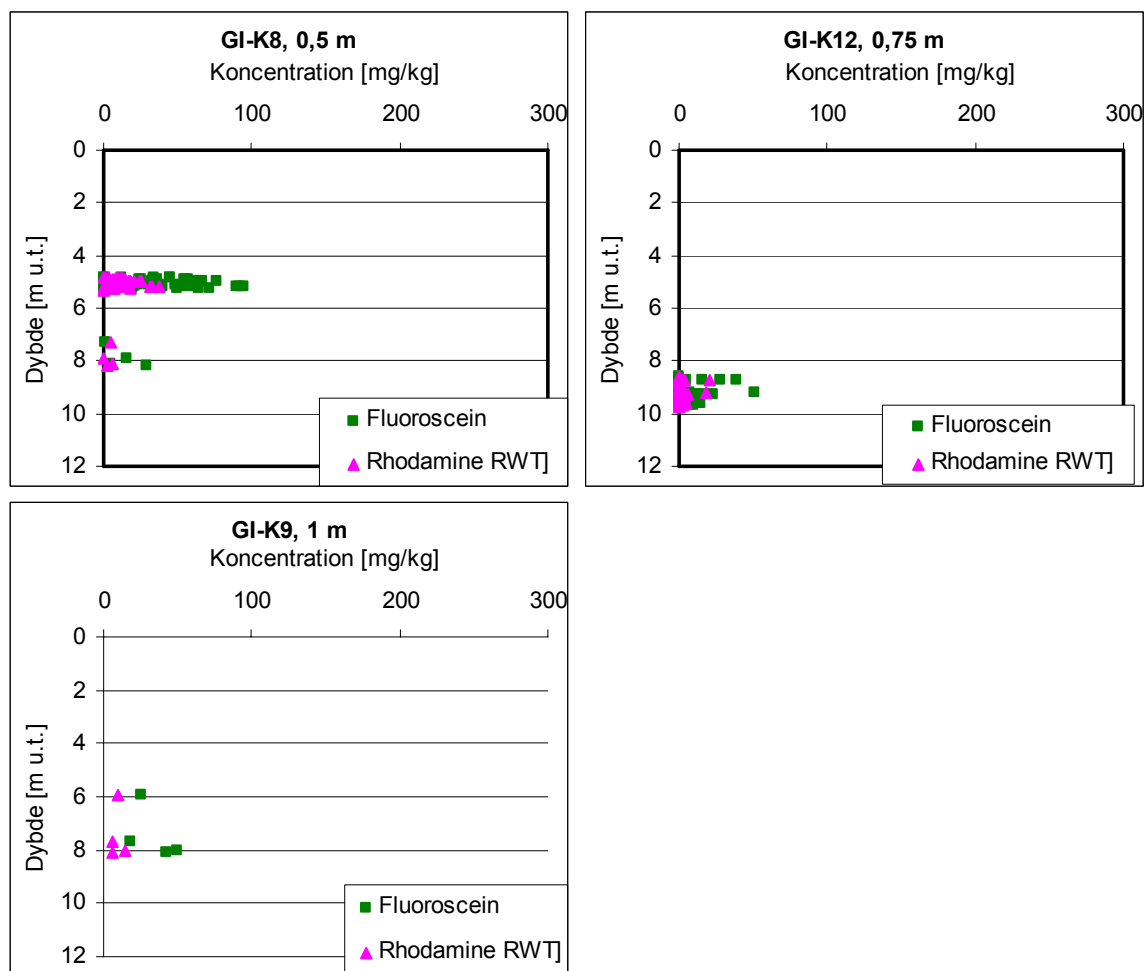 GI-K8, 0,5 m
Koncentration [mg/kg]
0 100 200 300
0
2
4
6
8
10
12
Dybde [m u.t.]
Fluoroscein
Rhodamine RWT]
GI-K12, 0,75 m
Koncentration [mg/kg]
0 100 200 300
0
2
4
6
8
10
12
Dybde [m u.t.]
Fluoroscein
Rhodamine RWT]
GI-K9, 1 m
Koncentration [mg/kg]
0 100 200 300
0
2
4
6
8
10
12
Dybde [m u.t.]
Fluoroscein
Rhodamine RWT]